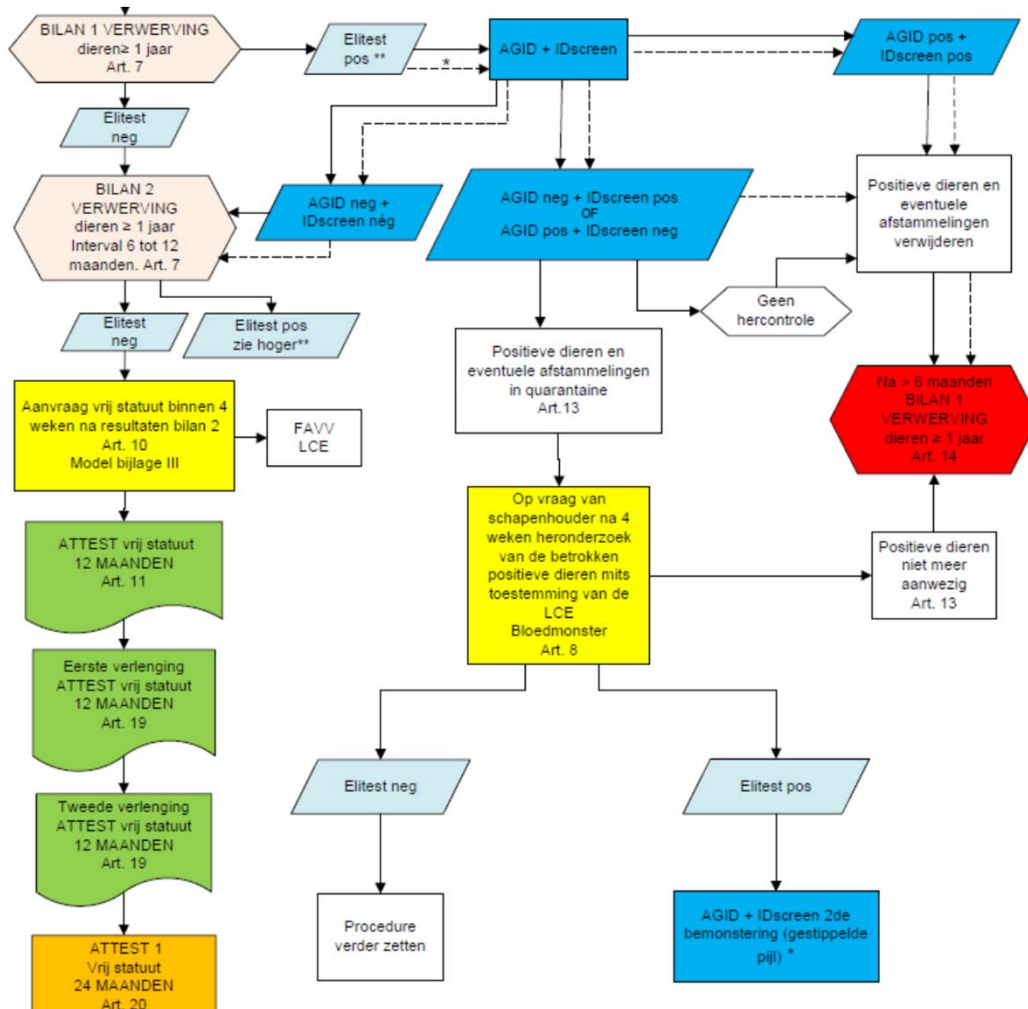 BILAN 1 VERWERVING
dieren≥ 1 jaar
Art. 7
Elitest
pos **
*
AGID + IDscreen
AGID pos +
IDscreen pos
Elitest
neg
BILAN 2
VERWERVING
dieren ≥ 1 jaar
Interval 6 tot 12
maanden. Art. 7
AGID neg +
IDscreen nég
AGID neg + IDscreen pos
OF
AGID pos + IDscreen neg
Positieve dieren en
eventuele
afstammelingen
verwijderen
Geen
hercontrole
Elitest
neg
Elitest pos
zie hoger**
Positieve dieren en
eventuele afstammelingen
in quarantaine
Art.13
Na > 6 maanden
BILAN 1
VERWERVING
dieren ≥ 1 jaar
Art. 14
Aanvraag vrij statuut binnen 4
weken na resultaten bilan 2
Art. 10
Model bijlage III
FAVV
LCE
Op vraag van
schapenhouder na 4
weken heronderzoek
van de betrokken
positieve dieren mits
toestemming van de
LCE
Bloedmonster
Art. 8
Positieve dieren
niet meer
aanwezig
Art. 13
ATTEST vrij statuut
12 MAANDEN
Art. 11
Eerste verlenging
ATTEST vrij statuut
12 MAANDEN
Art. 19
Tweede verlenging
ATTEST vrij statuut
12 MAANDEN
Art. 19
Elitest neg
Elitest pos
Procedure
verder zetten
AGID + IDscreen 2de
bemonstering (gestippelde
pijl) *
ATTEST 1
Vrij statuut
24 MAANDEN
Art. 20